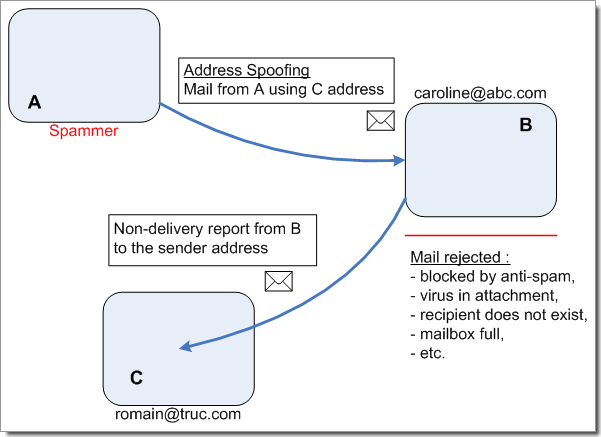 A
Spammer
Address Spoofing
Mail from A using C address
caroline@abc.com
B
Non-delivery report from B
to the sender address
Mail rejected :
- blocked by anti-spam,
- virus in attachment,
- recipient does not exist,
- mailbox full,
- etc.
C
romain@truc.com